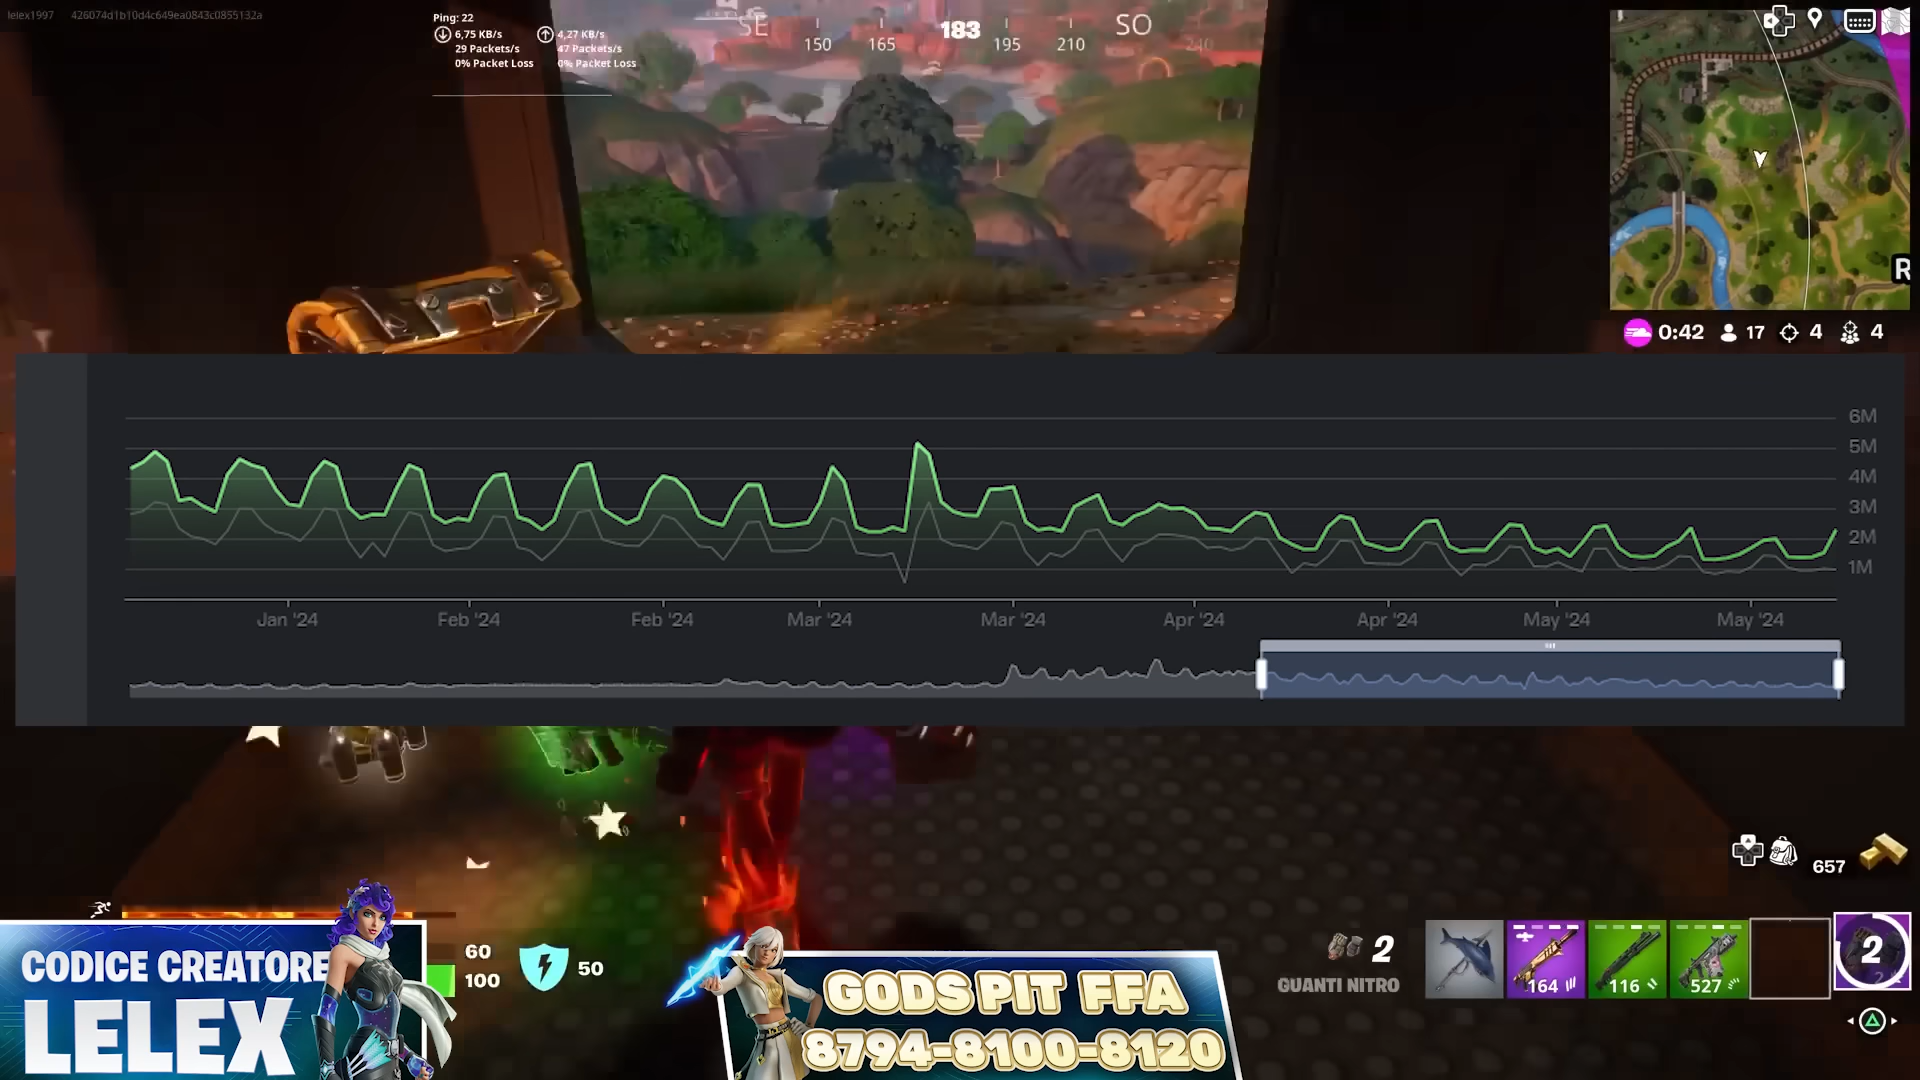 lelex1997 426074d1b10d4c649ea0843c0855132a
Ping: 22
6,75 KB/s 4,27 KB/s
29 Packets/s 47 Packets/s
0% Packet Loss 0% Packet Loss
SE 150 165 183 195 210 SO 240
R
0:42 17 4 4
6M
5M
4M
3M
2M
1M
Jan '24 Feb '24 Feb '24 Mar '24 Mar '24 Apr '24 Apr '24 May '24 May '24
657
CODICE CREATORE
LELEX
60
100
50
GODS PIT FFA
8794-8100-8120
2
QUANTI NITRO
164 116 527
2